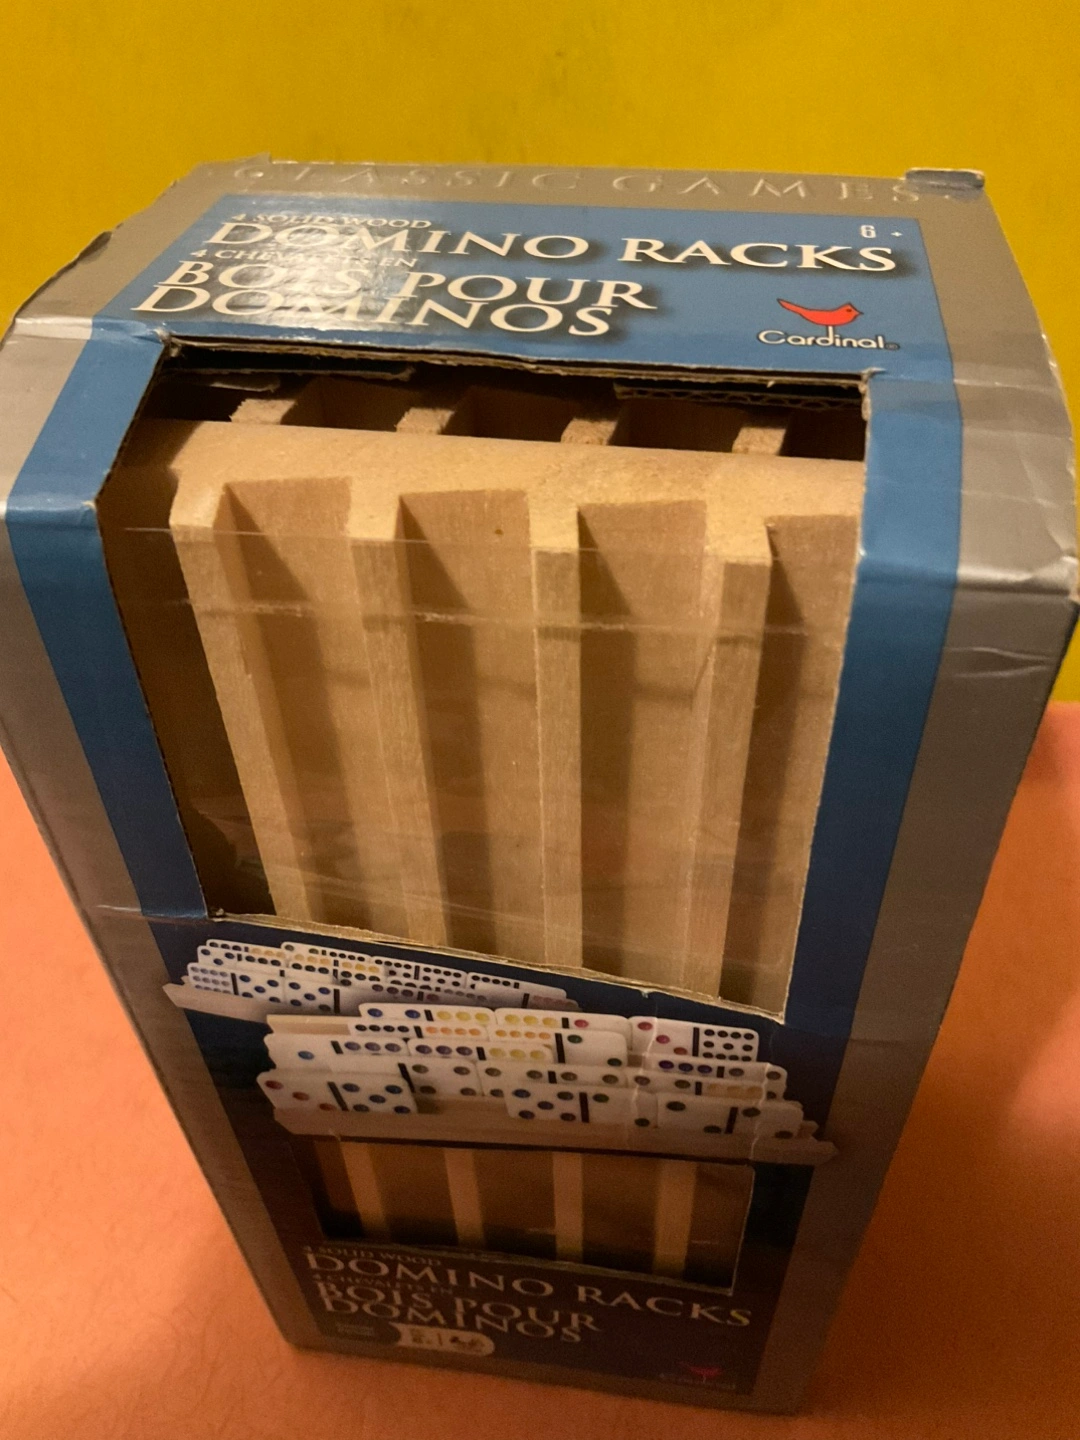 CLASSIC GAMES
4 SOLID WOOD
DOMINO RACKS
6 +
4 CHEVALETS EN
BOIS POUR
DOMINOS
Cardinal®
4 SOLID WOOD
DOMINO RACKS
4 CHEVALETS EN
BOIS POUR
DOMINOS
Cardinal